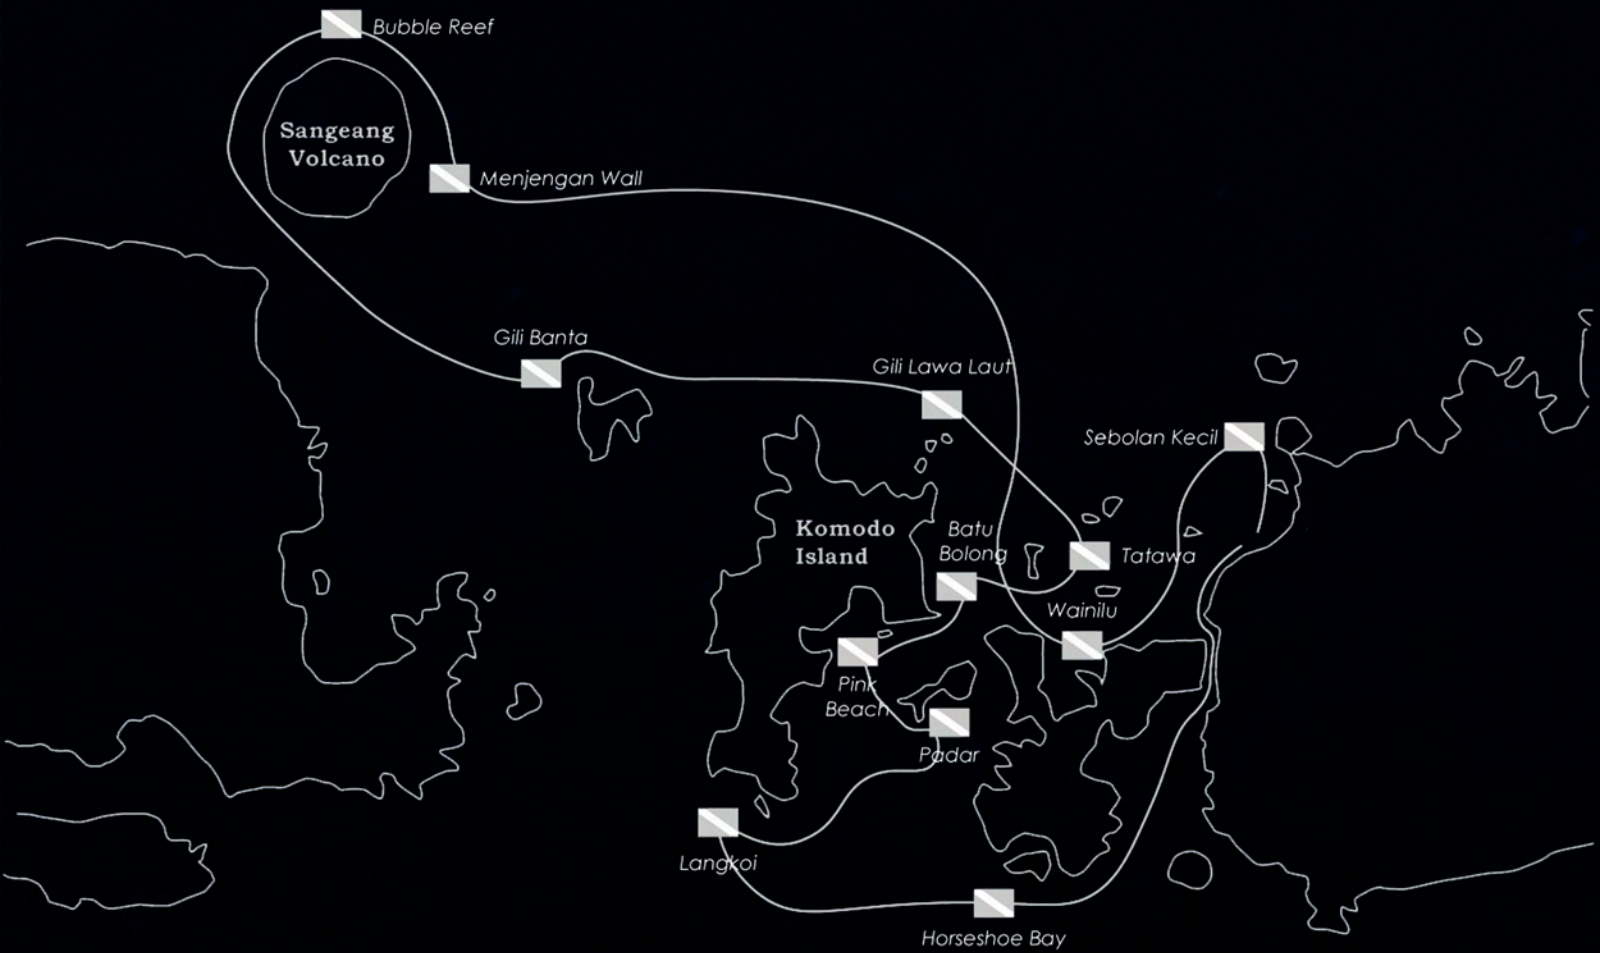 Bubble Reef
Sangeang
Volcano
Menjengan Wall
Gili Banta
Gili Lawa Laut
Sebolan Kecil
Komodo
Island
Batu
Bolong
Tatawa
Wainilu
Pink
Beach
Padar
Langkoi
Horseshoe Bay